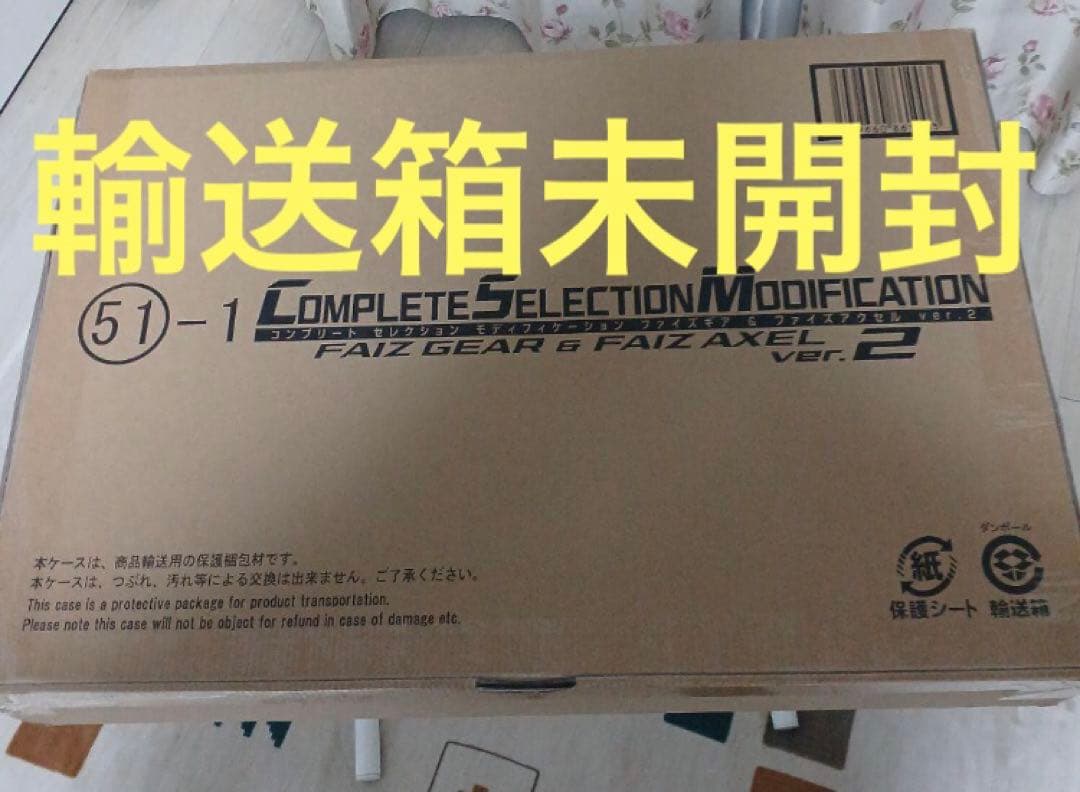 輸送箱未開封
51-1
COMPLETE SELECTION MODIFICATION
コンプリート セレクション モディフィケーション ファイズギア & ファイズアクセル ver.2
FAIZ GEAR & FAIZ AXEL
ver.2
本ケースは、商品輸送用の保護梱包材です。
本ケースは、つぶれ、汚れ等による交換は出来ません。ご了承ください。
This case is a protective package for product transportation.
Please note this case will not be object for refund in case of damage etc.
紙
保護シート
ダンボール
輸送箱